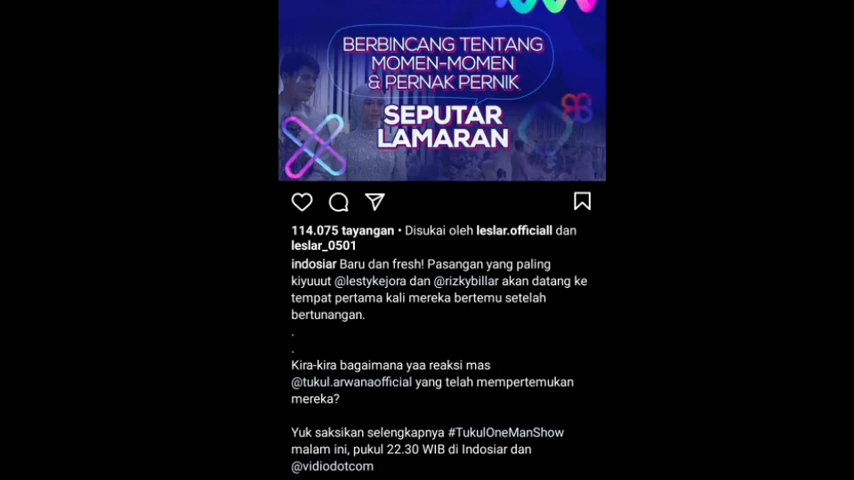 BERBINCANG TENTANG
MOMEN-MOMEN
& PERNAK PERNIK
SEPUTAR
LAMARAN
114.075 tayangan • Disukai oleh leslar.officiall dan
leslar_0501
indosiar Baru dan fresh! Pasangan yang paling
kiyuuut @lestykejora dan @rizkybillar akan datang ke
tempat pertama kali mereka bertemu setelah
bertunangan.
.
.
Kira-kira bagaimana yaa reaksi mas
@tukul.arwanaofficial yang telah mempertemukan
mereka?
Yuk saksikan selengkapnya #TukulOneManShow
malam ini, pukul 22.30 WIB di Indosiar dan
@vidiodotcom